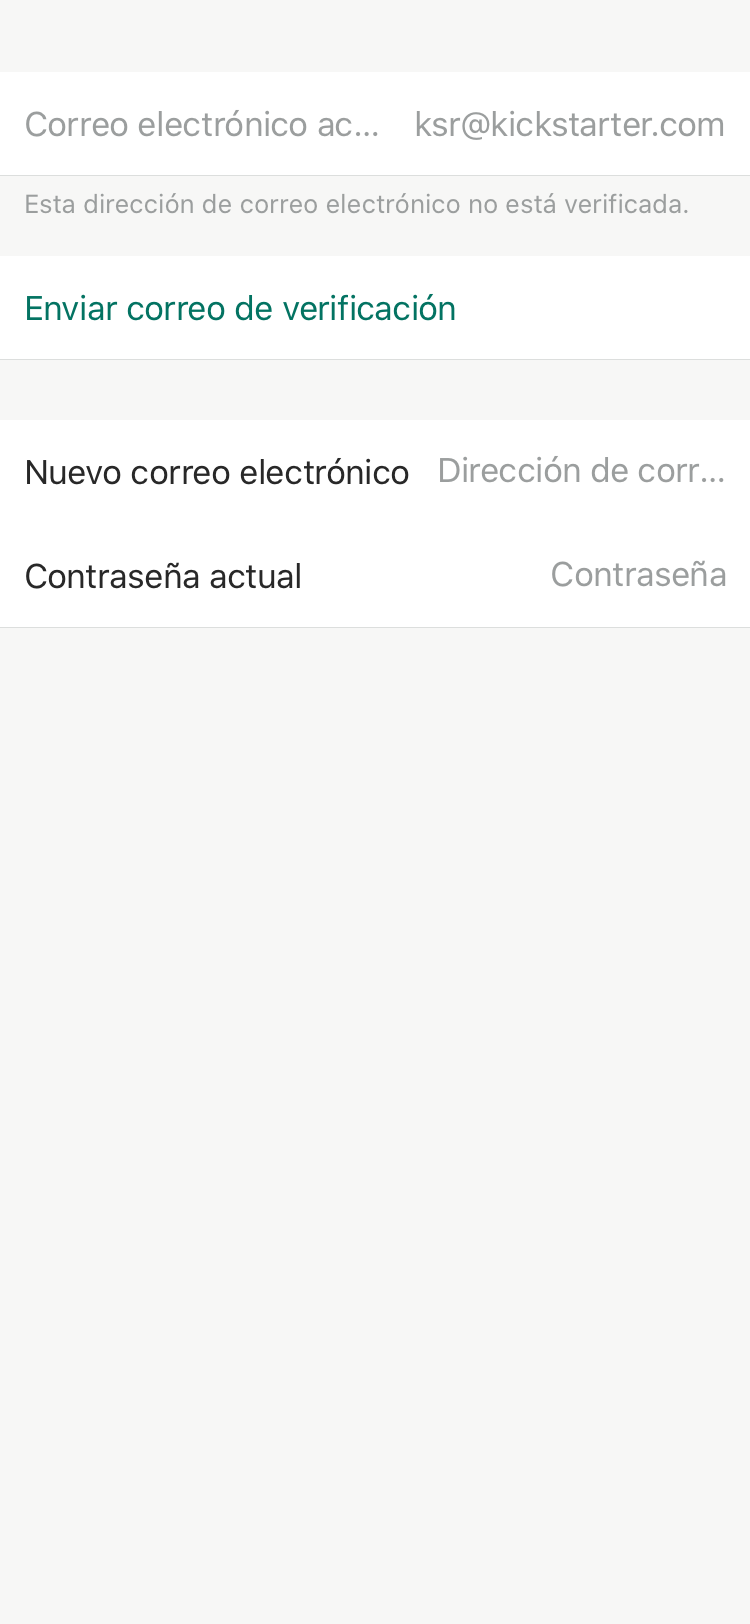 Correo electrónico ac... ksr@kickstarter.com
Esta dirección de correo electrónico no está verificada.
Enviar correo de verificación
Nuevo correo electrónico Dirección de corr...
Contraseña actual Contraseña